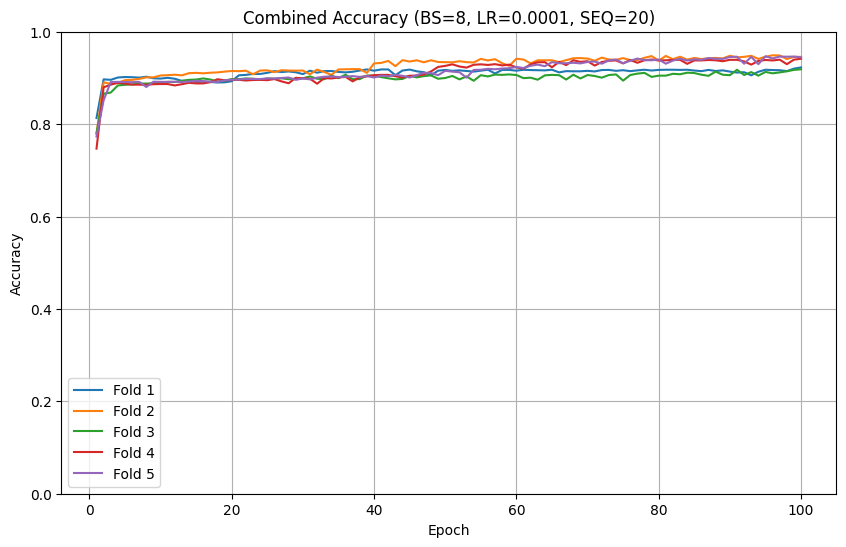 Combined Accuracy (BS=8, LR=0.0001, SEQ=20)
1.0
0.8
0.6
0.4
0.2
0.0
Accuracy
Fold 1
Fold 2
Fold 3
Fold 4
Fold 5
0 20 40 60 80 100
Epoch